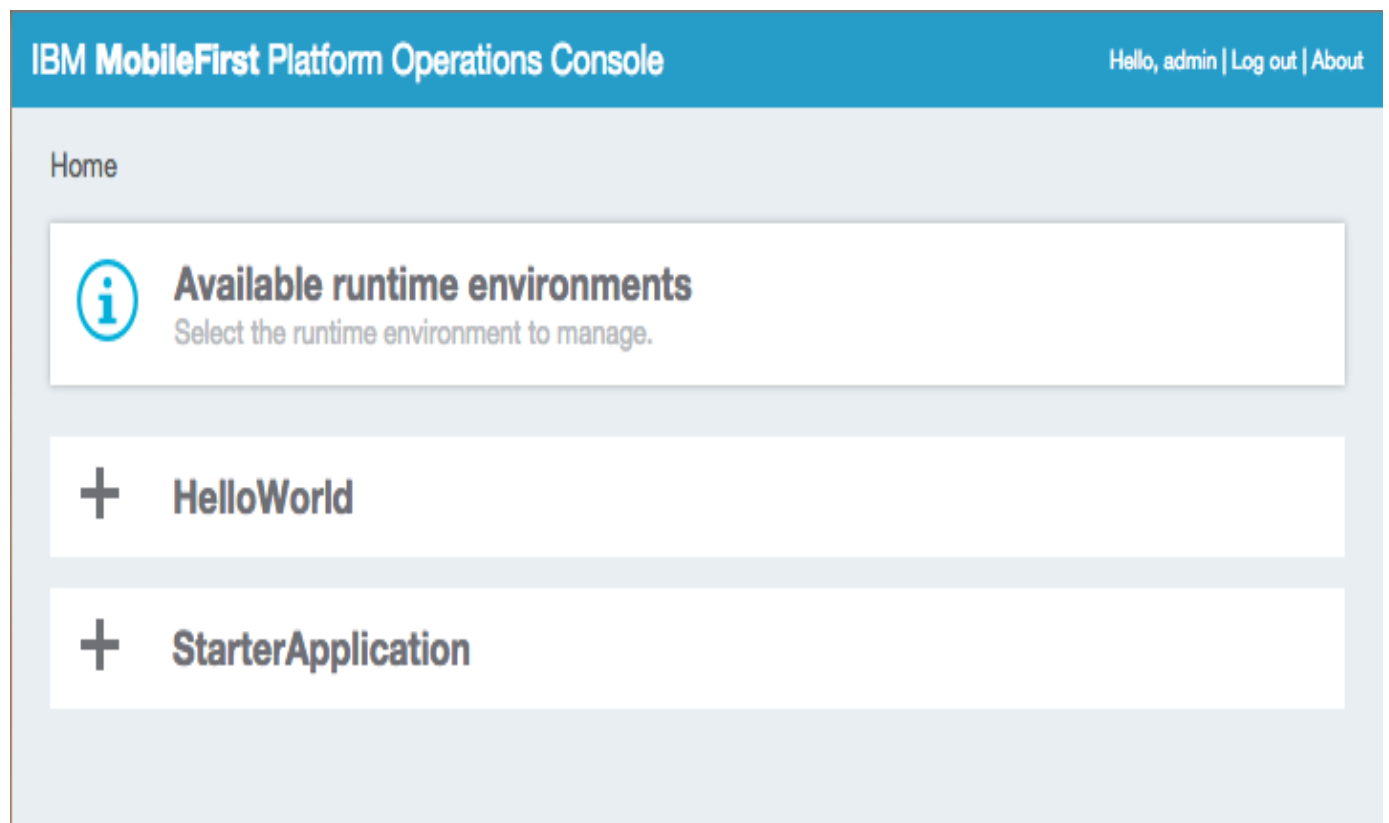 IBM MobileFirst Platform Operations Console
Hello, admin | Log out | About
Home
Available runtime environments
Select the runtime environment to manage.
HelloWorld
StarterApplication